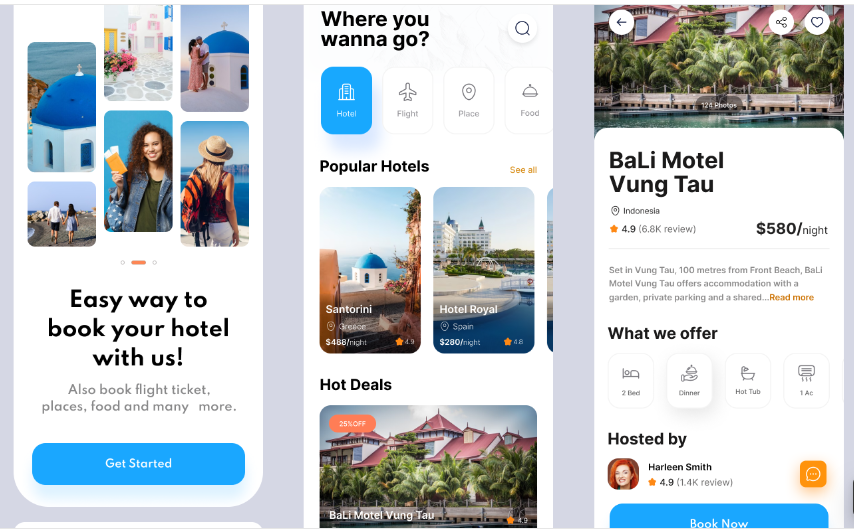 Easy way to
book your hotel
with us!
Also book flight ticket,
places, food and many more.
Get Started
Where you
wanna go?
Hotel
Flight
Place
Food
Popular Hotels
See all
Santorini
Greece
$488/night
4.9
Hotel Royal
Spain
$280/night
4.8
Hot Deals
25%OFF
BaLi Motel Vung Tau
4.9
124 Photos
BaLi Motel
Vung Tau
Indonesia
4.9 (6.8K review)
$580/night
Set in Vung Tau, 100 metres from Front Beach, BaLi
Motel Vung Tau offers accommodation with a
garden, private parking and a shared...Read more
What we offer
2 Bed
Dinner
Hot Tub
1 Ac
Hosted by
Harleen Smith
4.9 (1.4K review)
Book Now